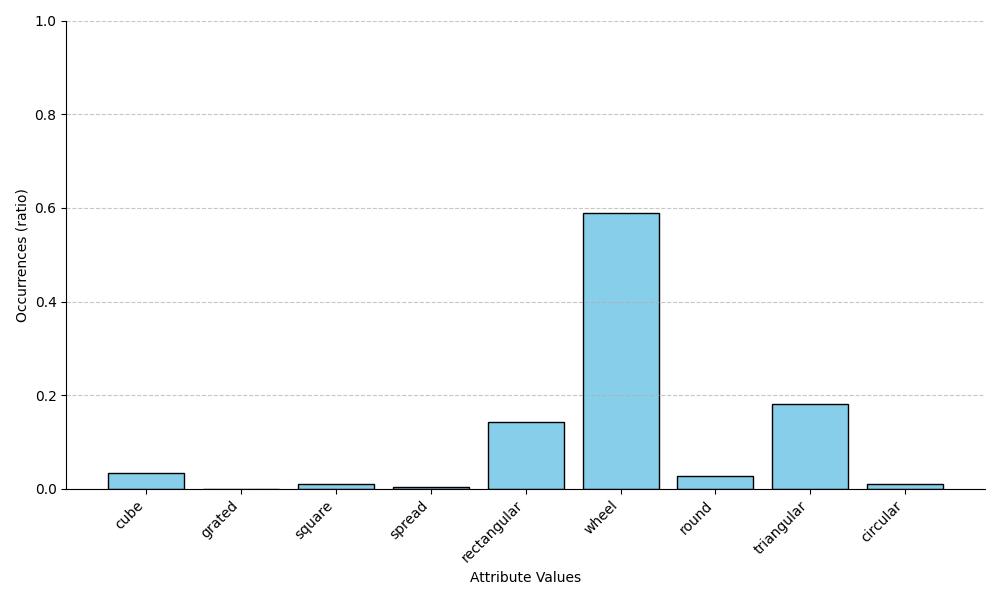 1.0
0.8
0.6
0.4
0.2
0.0
Occurrences (ratio)
cube
grated
square
spread
rectangular
wheel
round
triangular
circular
Attribute Values